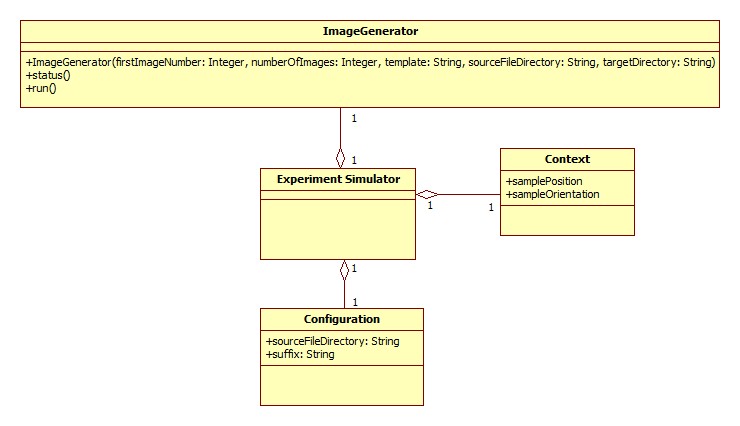 ImageGenerator
+ImageGenerator(firstImageNumber: Integer, numberOfImages: Integer, template: String, sourceFileDirectory: String, targetDirectory: String)
+status()
+run()
1
1
Experiment Simulator
Context
+samplePosition
+sampleOrientation
1
1
1
1
Configuration
+sourceFileDirectory: String
+suffix: String